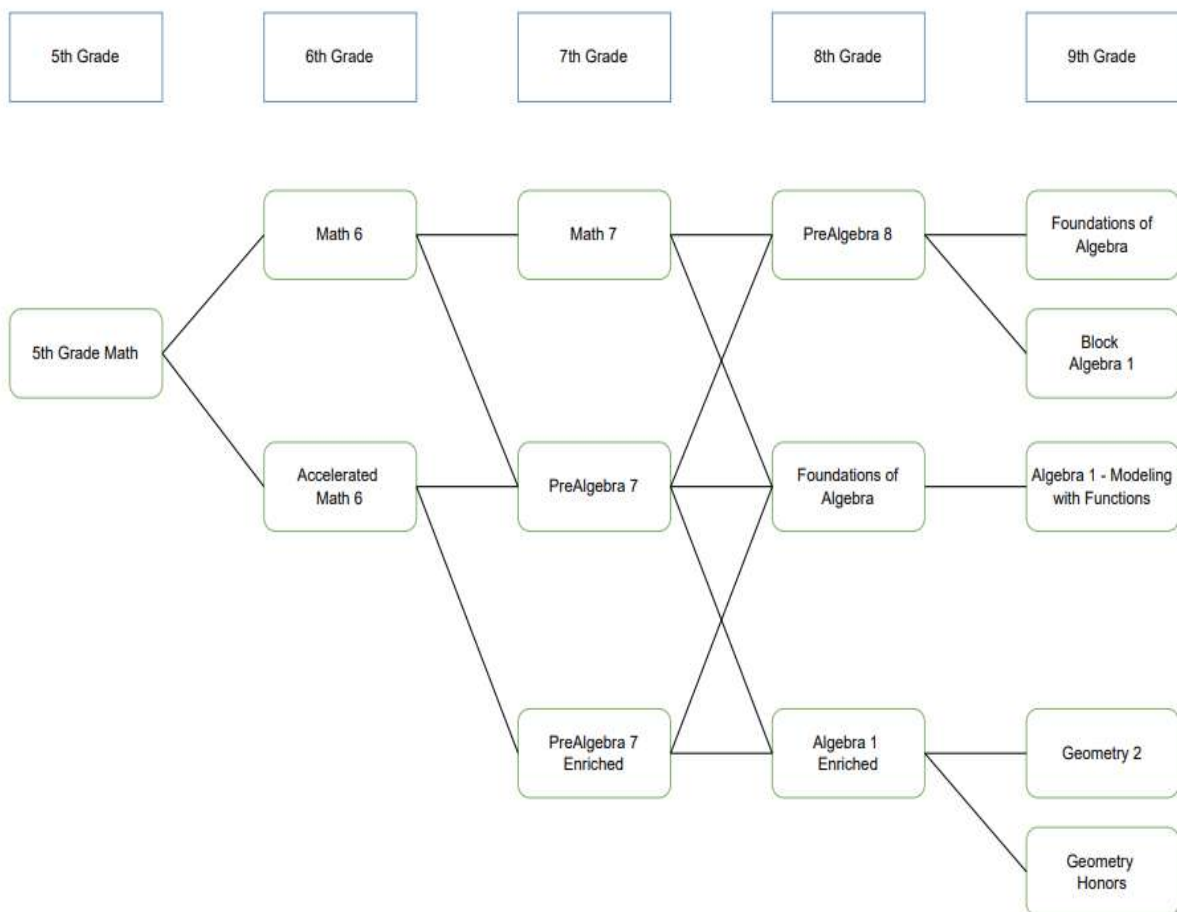 5th Grade
6th Grade
7th Grade
8th Grade
9th Grade
Math 6
Math 7
PreAlgebra 8
Foundations of
Algebra
5th Grade Math
Block
Algebra 1
Accelerated
Math 6
PreAlgebra 7
Foundations of
Algebra
Algebra 1 - Modeling
with Functions
PreAlgebra 7
Enriched
Algebra 1
Enriched
Geometry 2
Geometry
Honors